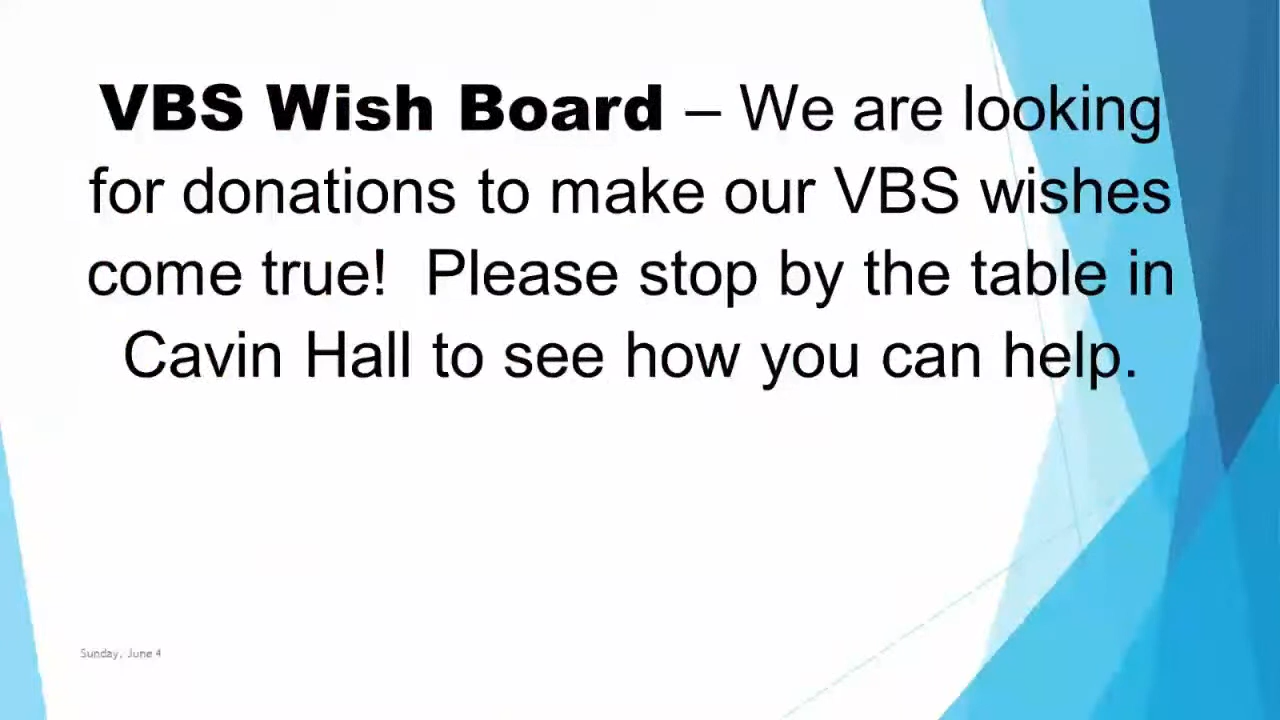 VBS Wish Board – We are looking
for donations to make our VBS wishes
come true!  Please stop by the table in
Cavin Hall to see how you can help.
Sunday, June 4